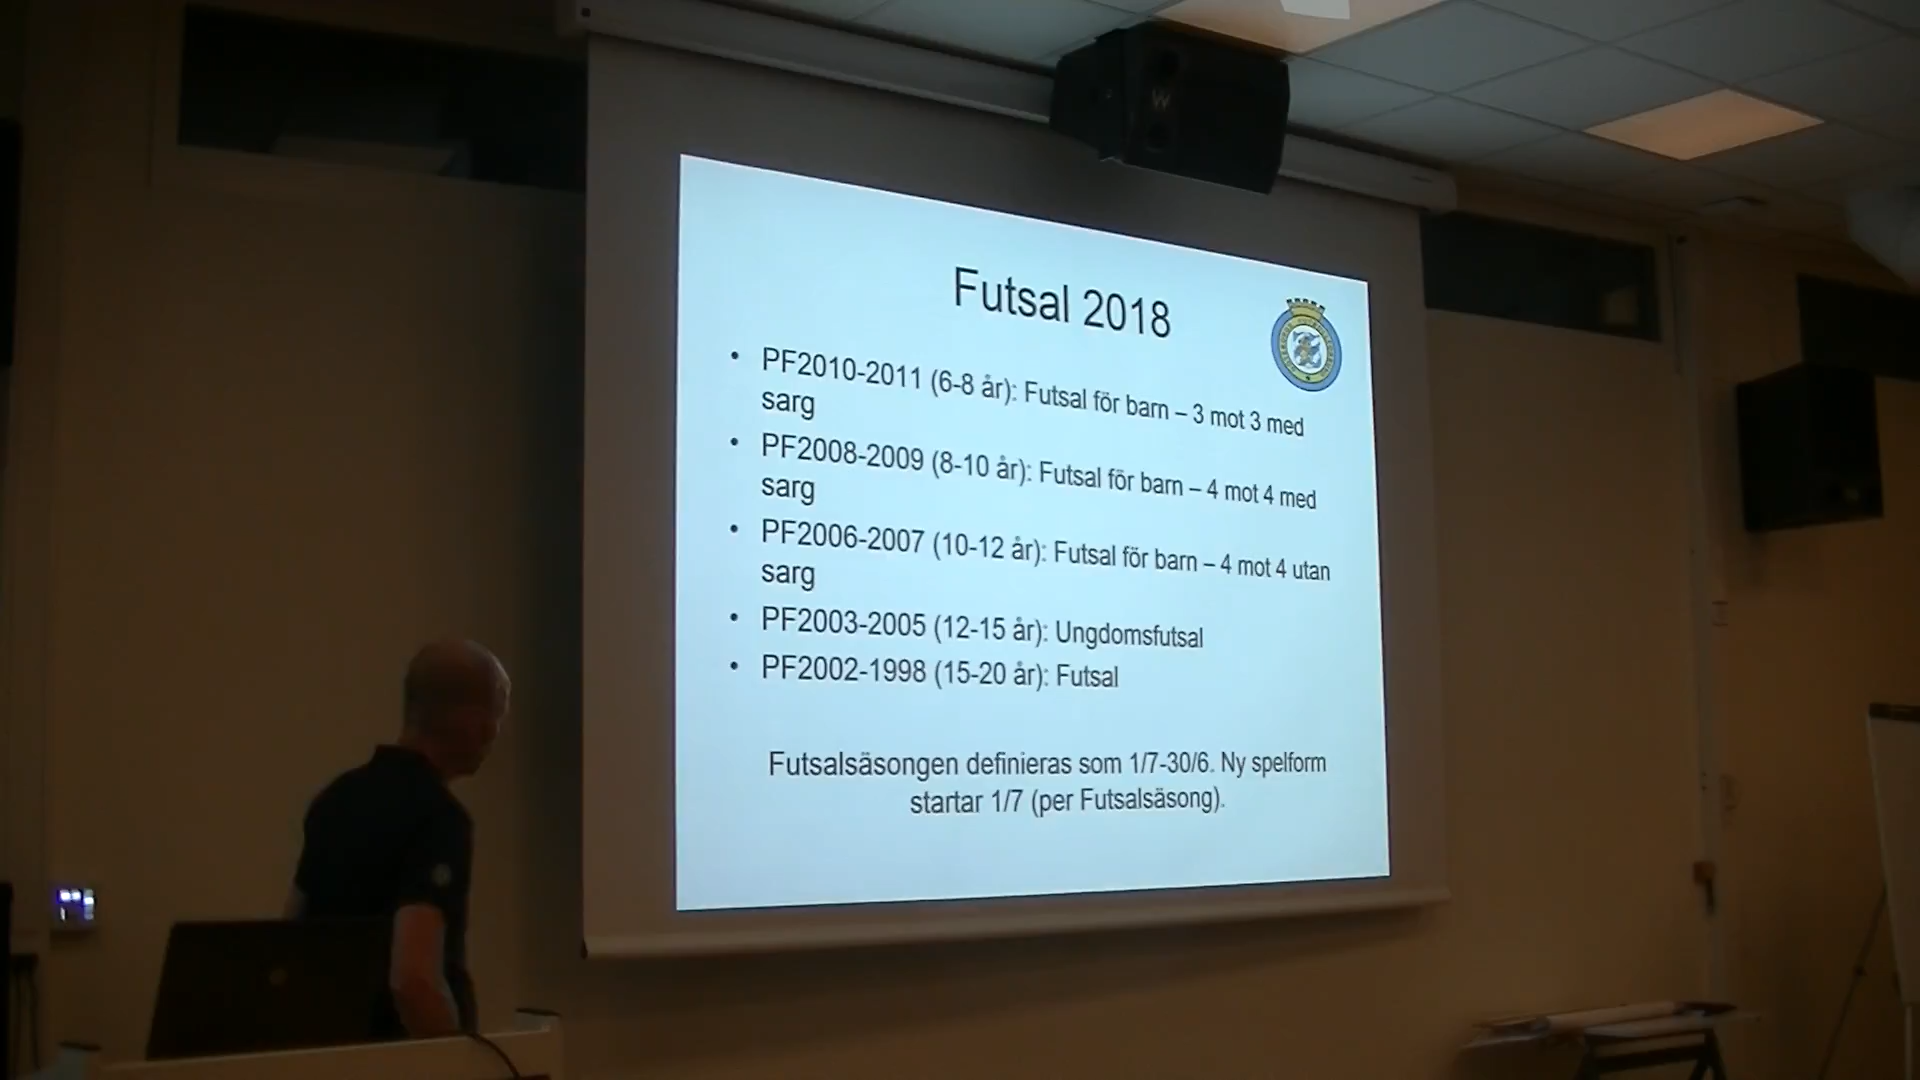 W
Futsal 2018
• PF2010-2011 (6-8 år): Futsal för barn – 3 mot 3 med
sarg
• PF2008-2009 (8-10 år): Futsal för barn – 4 mot 4 med
sarg
• PF2006-2007 (10-12 år): Futsal för barn – 4 mot 4 utan
sarg
• PF2003-2005 (12-15 år): Ungdomsfutsal
• PF2002-1998 (15-20 år): Futsal
Futsalsäsongen definieras som 1/7-30/6. Ny spelform
startar 1/7 (per Futsalsäsong).